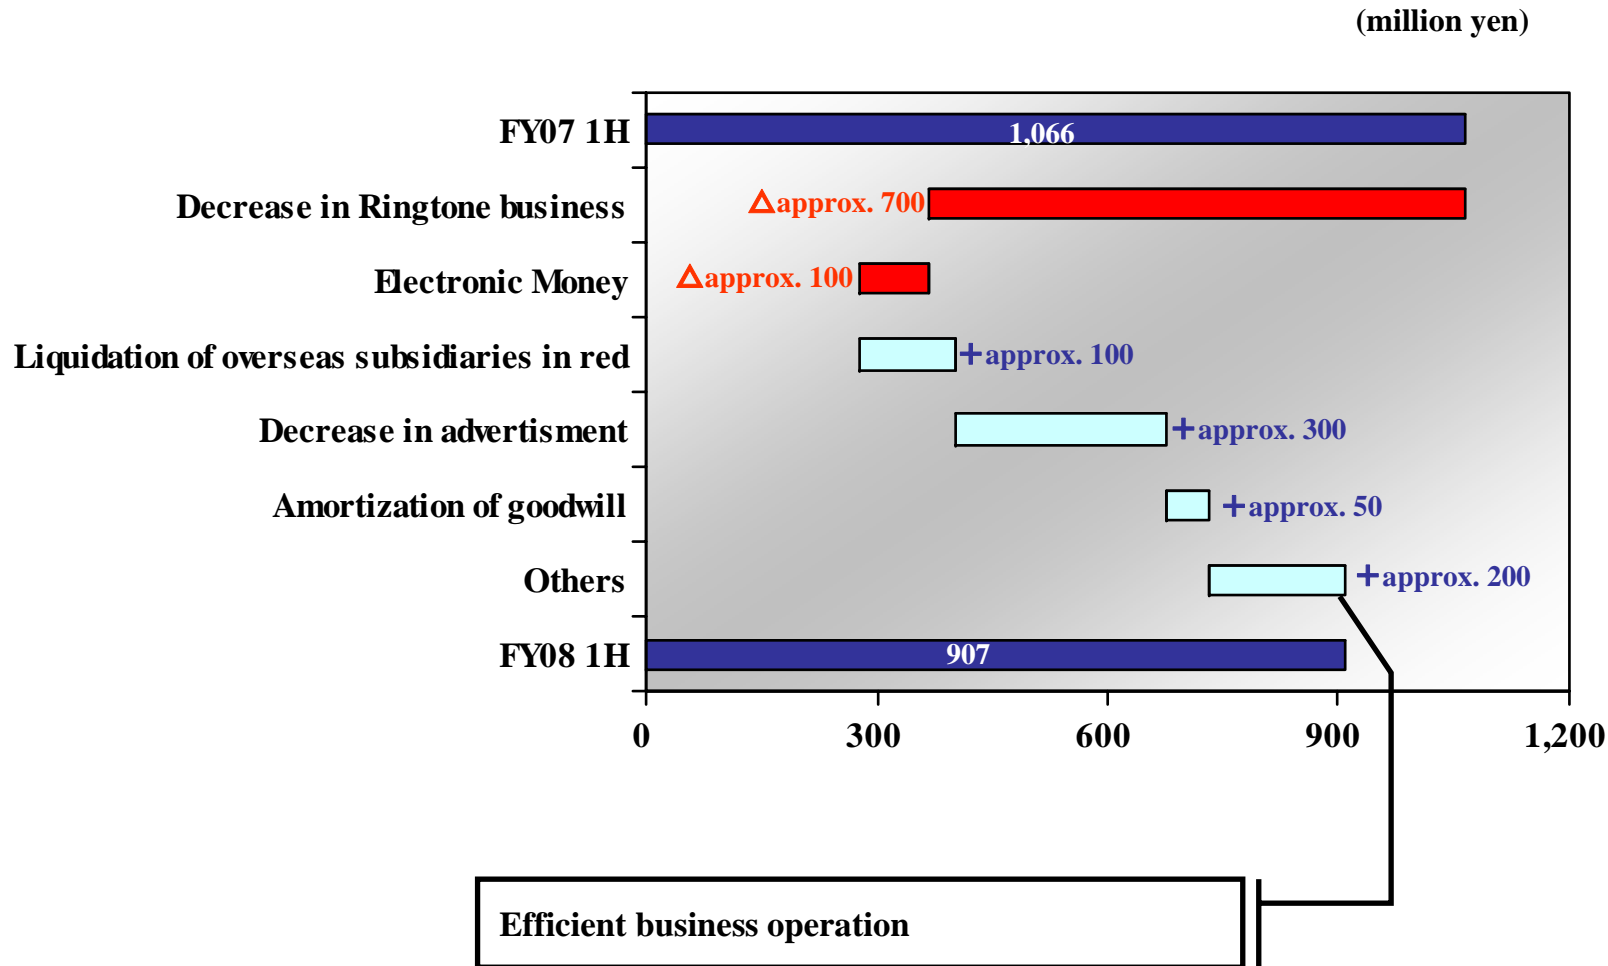 (million yen)
FY07 1H
1,066
Decrease in Ringtone business
△approx. 700
Electronic Money
△approx. 100
Liquidation of overseas subsidiaries in red
+approx. 100
Decrease in advertisment
+approx. 300
Amortization of goodwill
+approx. 50
Others
+approx. 200
FY08 1H
907
0 300 600 900 1,200
Efficient business operation